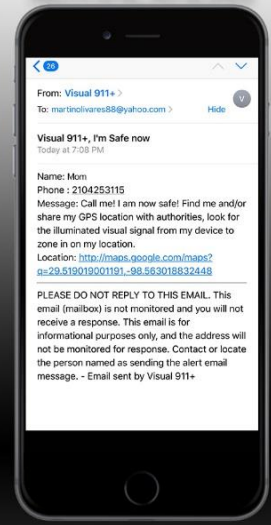 26
From: Visual 911+
V
To: martinolivares88@yahoo.com
Hide
Visual 911+, I'm Safe now
Today at 7:08 PM
Name: Mom
Phone : 2104253115
Message: Call me! I am now safe! Find me and/or
share my GPS location with authorities, look for
the illuminated visual signal from my device to
zone in on my location.
Location: http://maps.google.com/maps?
q=29.519019001191,-98.563018832448
PLEASE DO NOT REPLY TO THIS EMAIL. This
email (mailbox) is not monitored and you will not
receive a response. This email is for
informational purposes only, and the address will
not be monitored for response. Contact or locate
the person named as sending the alert email
message. - Email sent by Visual 911+